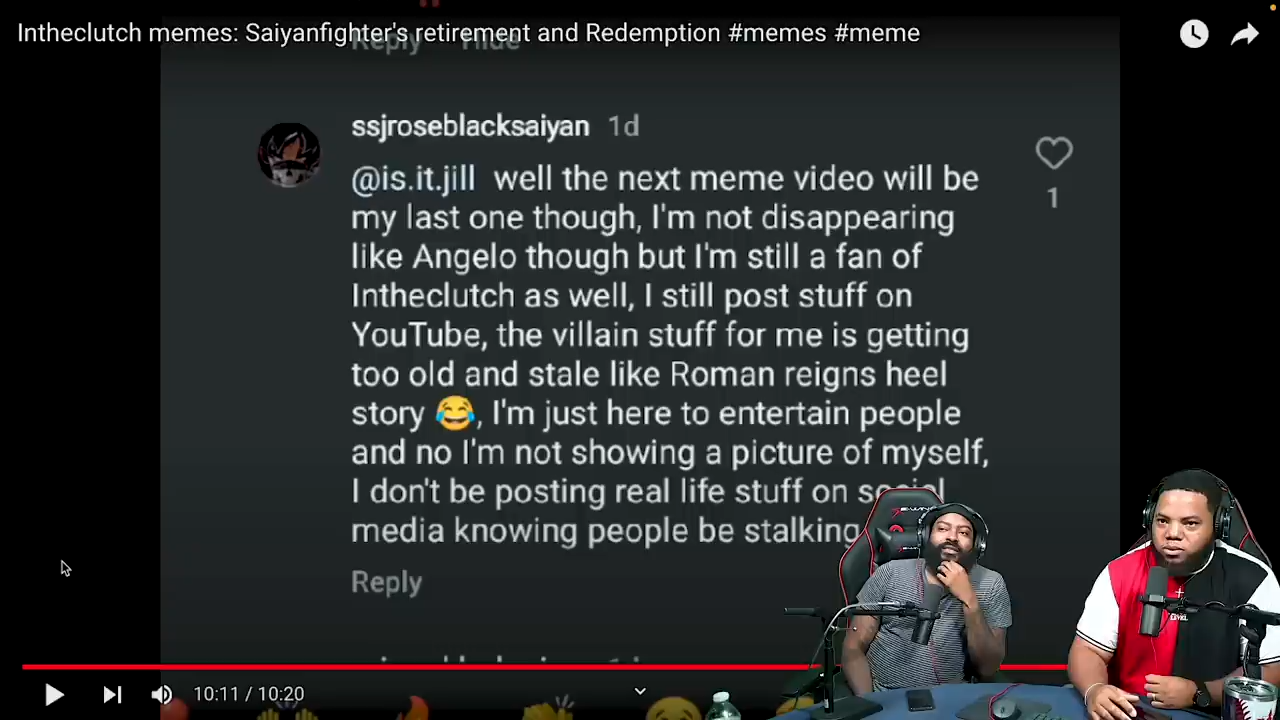 Intheclutch memes: Saiyanfighter's retirement and Redemption #memes #meme
Reply Hide
ssjroseblacksaiyan 1d
@is.it.jill well the next meme video will be
my last one though, I'm not disappearing
like Angelo though but I'm still a fan of
Intheclutch as well, I still post stuff on
YouTube, the villain stuff for me is getting
too old and stale like Roman reigns heel
story 😂, I'm just here to entertain people
and no I'm not showing a picture of myself,
I don't be posting real life stuff on social
media knowing people be stalking
1
Reply
10:11 / 10:20